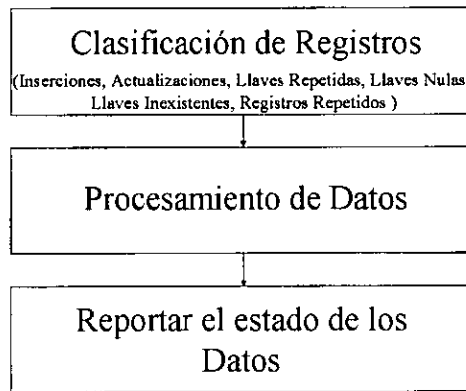 Clasificación de Registros
(Inserciones, Actualizaciones, Llaves Repetidas, Llaves Nulas
Llaves Inexistentes, Registros Repetidos )
Procesamiento de Datos
Reportar el estado de los
Datos